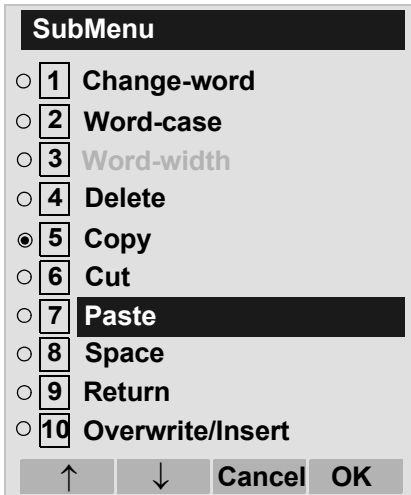 SubMenu
1 Change-word
2 Word-case
3 Word-width
4 Delete
5 Copy
6 Cut
7 Paste
8 Space
9 Return
10 Overwrite/Insert
↑ ↓ Cancel OK